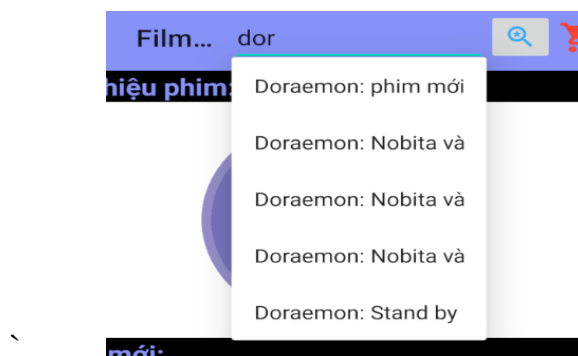 Film... dor
hiệu phim:
Doraemon: phim mới
Doraemon: Nobita và
Doraemon: Nobita và
Doraemon: Nobita và
Doraemon: Stand by
mới:
`